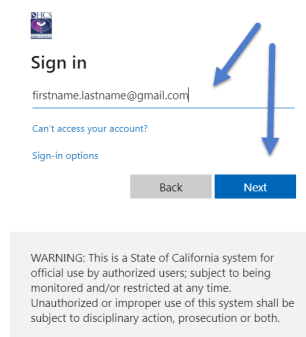 DHCS
Sign in
firstname.lastname@gmail.com
Can't access your account?
Sign-in options
Back
Next
WARNING: This is a State of California system for
official use by authorized users; subject to being
monitored and/or restricted at any time.
Unauthorized or improper use of this system shall be
subject to disciplinary action, prosecution or both.